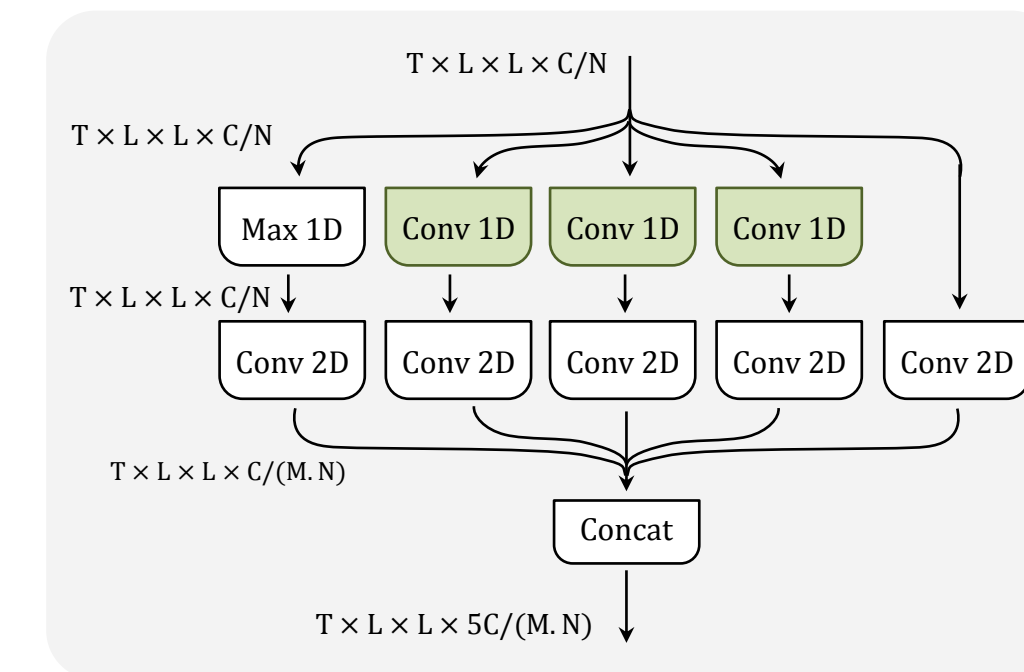 T × L × L × C/N
T × L × L × C/N
Max 1D Conv 1D Conv 1D Conv 1D
T × L × L × C/N
Conv 2D Conv 2D Conv 2D Conv 2D Conv 2D
T × L × L × C/(M. N)
Concat
T × L × L × 5C/(M. N)